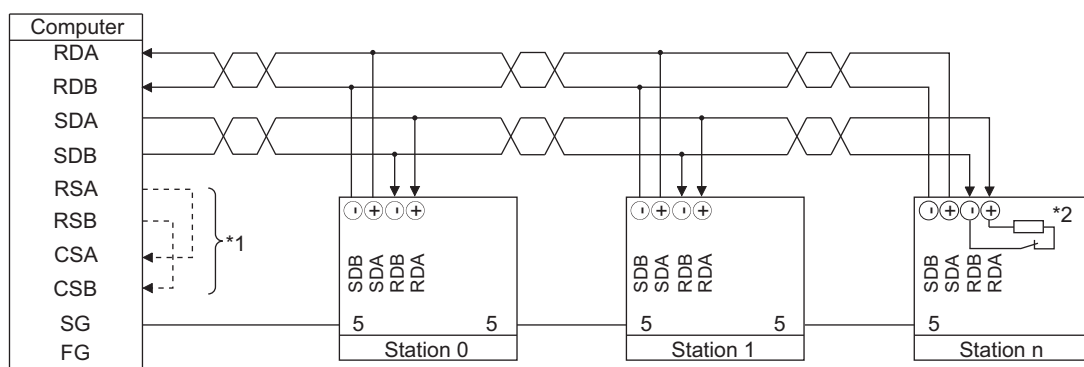 Computer
RDA
RDB
SDA
SDB
RSA
RSB
CSA
CSB
SG
FG
*1
- + - +
SDB
SDA
RDB
RDA
5 5
Station 0
- + - +
SDB
SDA
RDB
RDA
5 5
Station 1
- + - +
*2
SDB
SDA
RDB
RDA
5
Station n